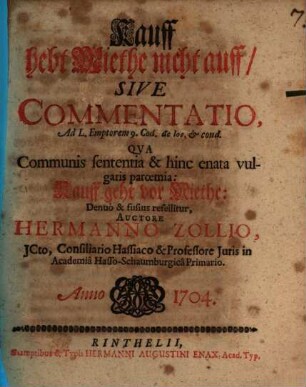 Kauff
hebt Miethe nicht auff /
SIVE
COMMENTATIO,
Ad L. Emptorem 9. Cod. de loc. & cond.
QVA
Communis sententia & hinc enata vul-
garis parœmia:
Kauff geht vor Miethe:
Denuò & fusius refellitur,
AUCTORE
HERMANNO ZOLLIO,
JCto, Consiliario Hassiaco & Professore Juris in
Academiâ Hasso-Schaumburgicâ Primario.
Anno 1704.
RINTHELII,
Sumptibus & Typis HERMANNI AUGUSTINI ENAX, Acad. Typ.